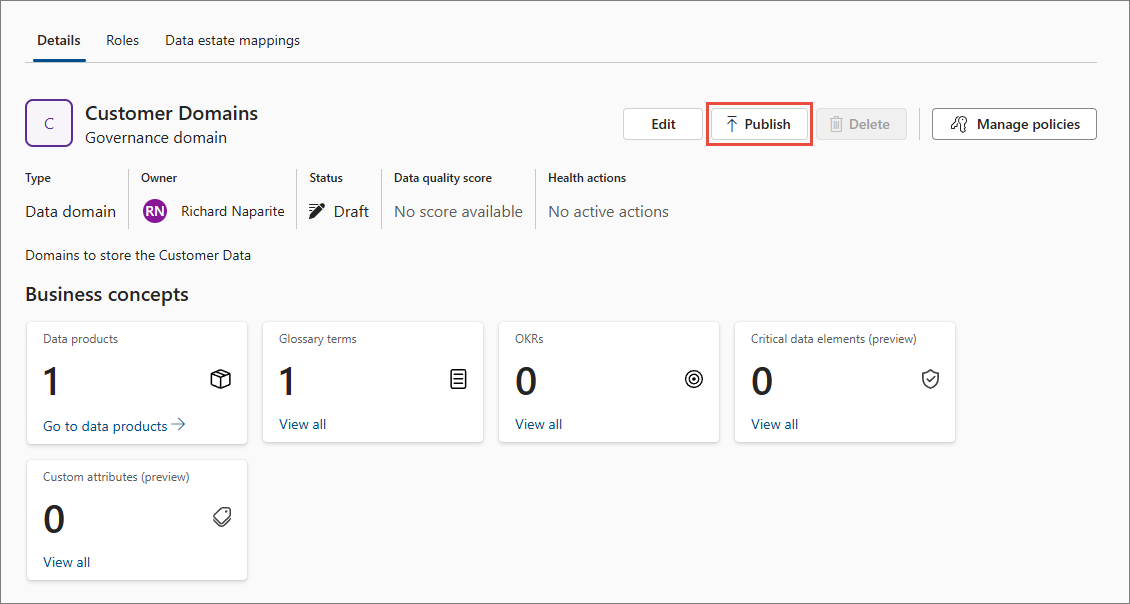 Details Roles Data estate mappings
C
Customer Domains
Governance domain
Edit Publish Delete Manage policies
Type Owner Status Data quality score Health actions
Data domain RN Richard Naparite Draft No score available No active actions
Domains to store the Customer Data
Business concepts
Data products Glossary terms OKRs Critical data elements (preview)
1 1 0 0
Go to data products View all View all View all
Custom attributes (preview)
0
View all